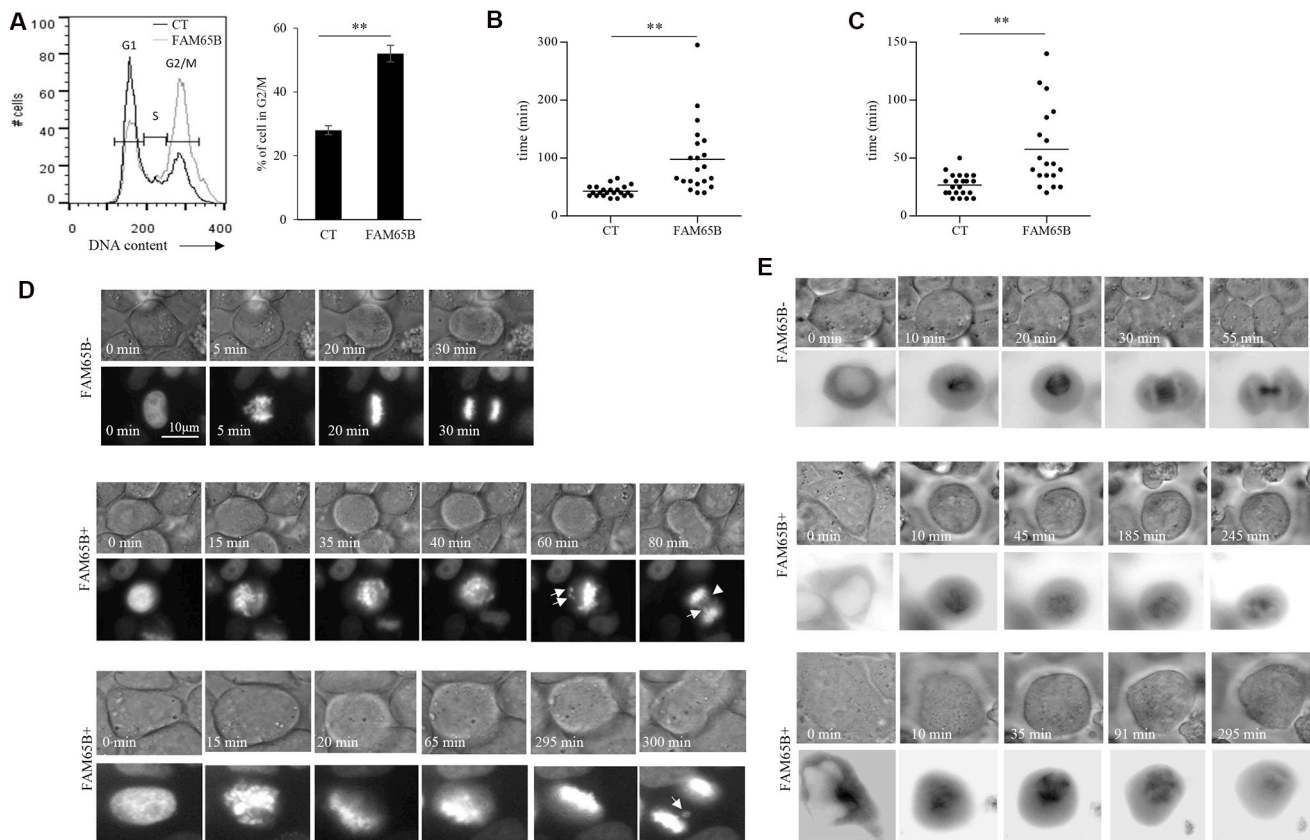 A
100
80
60
40
20
0
# cells
CT
FAM65B
G1
G2/M
S
0
200
400
DNA content
60
40
20
0
% of cell in G2/M
**
CT
FAM65B
B
300
200
100
0
time (min)
**
CT
FAM65B
C
150
100
50
0
time (min)
**
CT
FAM65B
D
FAM65B-
0 min
5 min
20 min
30 min
0 min
10μm
5 min
20 min
30 min
FAM65B+
0 min
15 min
35 min
40 min
60 min
80 min
FAM65B+
0 min
15 min
20 min
65 min
295 min
300 min
E
FAM65B-
0 min
10 min
20 min
30 min
55 min
FAM65B+
0 min
10 min
45 min
185 min
245 min
FAM65B+
0 min
10 min
35 min
91 min
295 min